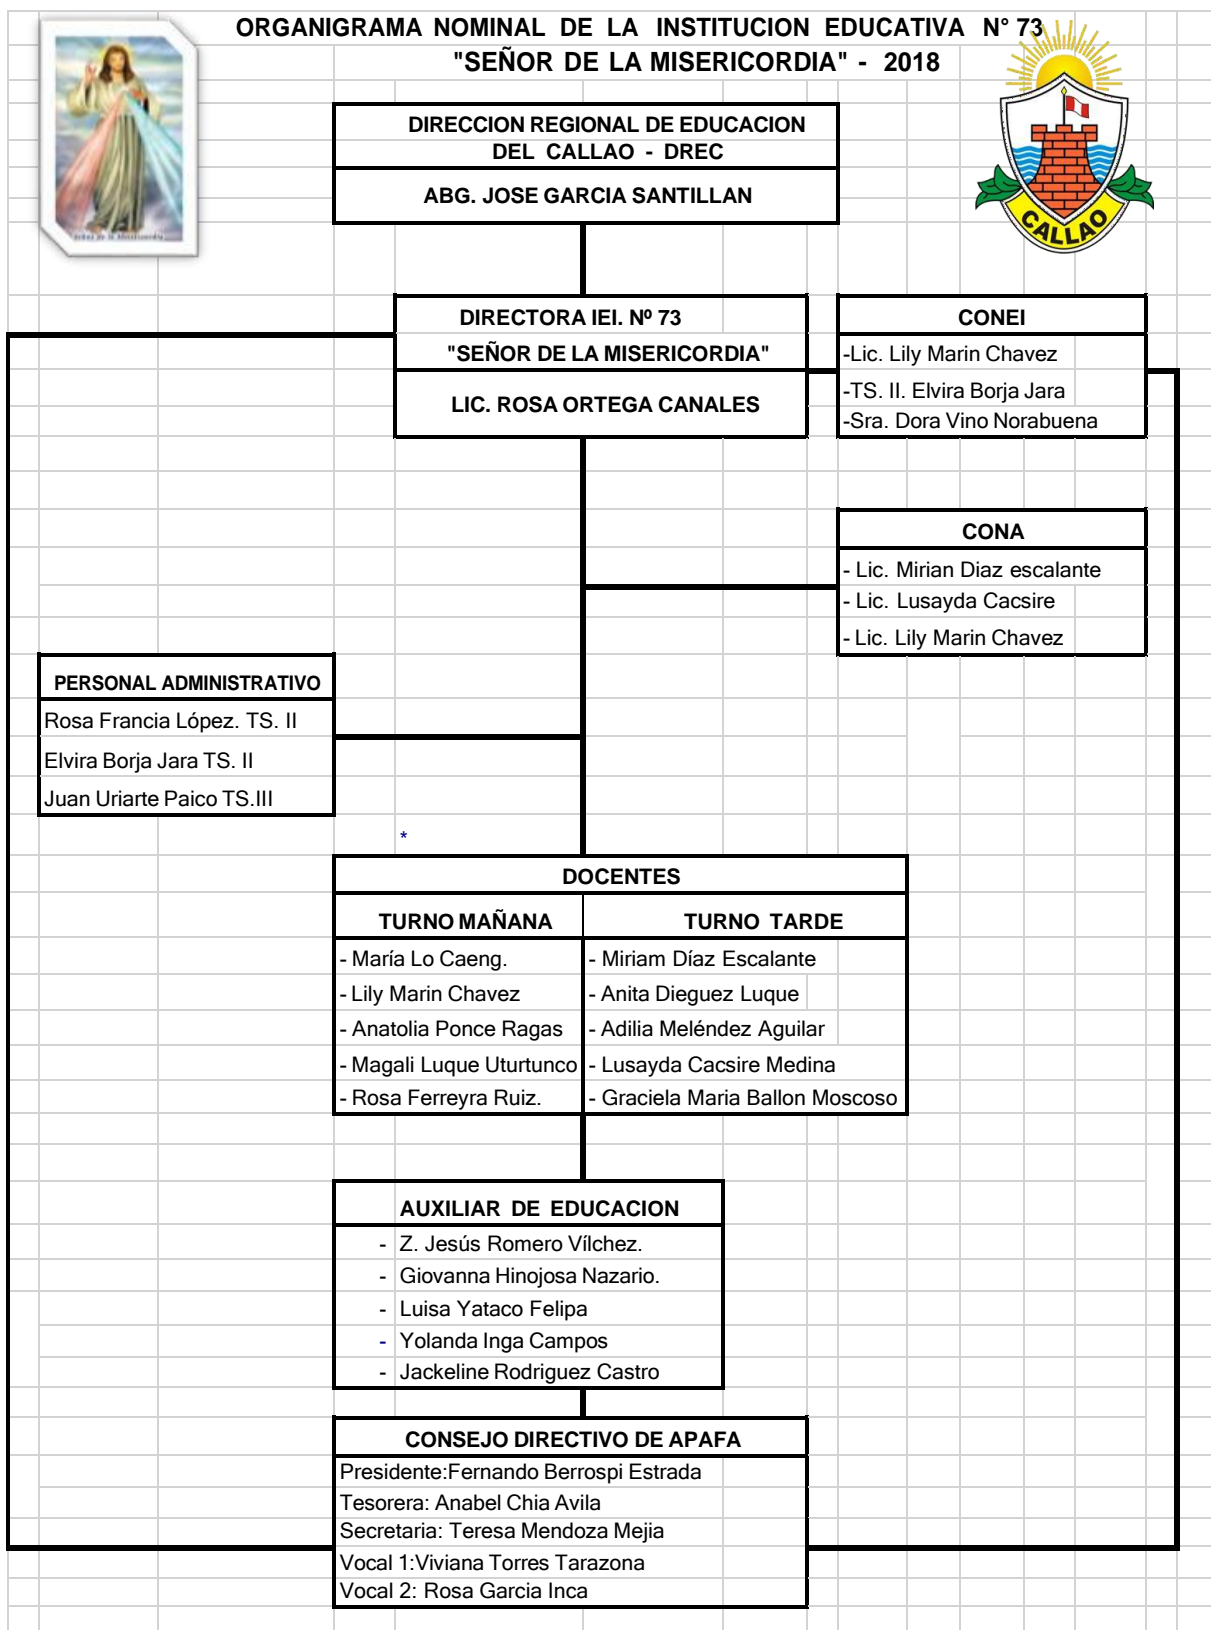 ORGANIGRAMA NOMINAL DE LA INSTITUCION EDUCATIVA N° 73
"SEÑOR DE LA MISERICORDIA" - 2018
DIRECCION REGIONAL DE EDUCACION
DEL CALLAO - DREC
ABG. JOSE GARCIA SANTILLAN
CALLAO
Señor de la Misericordia
DIRECTORA IEI. Nº 73
"SEÑOR DE LA MISERICORDIA"
LIC. ROSA ORTEGA CANALES
CONEI
-Lic. Lily Marin Chavez
-TS. II. Elvira Borja Jara
-Sra. Dora Vino Norabuena
CONA
- Lic. Mirian Diaz escalante
- Lic. Lusayda Cacsire
- Lic. Lily Marin Chavez
PERSONAL ADMINISTRATIVO
Rosa Francia López. TS. II
Elvira Borja Jara TS. II
Juan Uriarte Paico TS.III
*
DOCENTES
TURNO MAÑANA
- María Lo Caeng.
- Lily Marin Chavez
- Anatolia Ponce Ragas
- Magali Luque Uturtunco
- Rosa Ferreyra Ruiz.
TURNO TARDE
- Miriam Díaz Escalante
- Anita Dieguez Luque
- Adilia Meléndez Aguilar
- Lusayda Cacsire Medina
- Graciela Maria Ballon Moscoso
AUXILIAR DE EDUCACION
- Z. Jesús Romero Vílchez.
- Giovanna Hinojosa Nazario.
- Luisa Yataco Felipa
- Yolanda Inga Campos
- Jackeline Rodriguez Castro
CONSEJO DIRECTIVO DE APAFA
Presidente:Fernando Berrospi Estrada
Tesorera: Anabel Chia Avila
Secretaria: Teresa Mendoza Mejia
Vocal 1:Viviana Torres Tarazona
Vocal 2: Rosa Garcia Inca